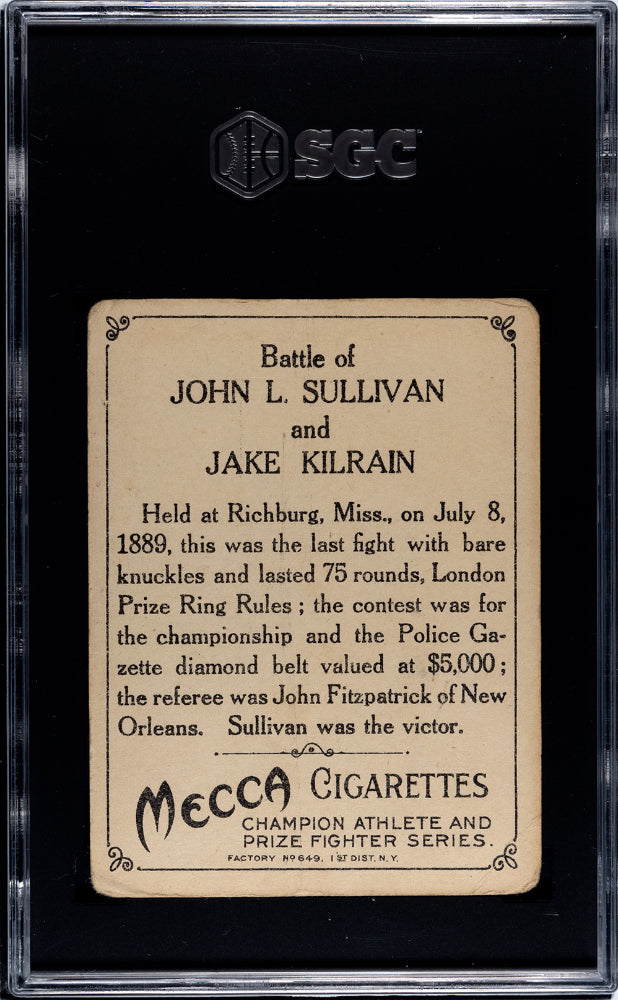 SGC
Battle of
JOHN L. SULLIVAN
and
JAKE KILRAIN
Held at Richburg, Miss., on July 8,
1889, this was the last fight with bare
knuckles and lasted 75 rounds, London
Prize Ring Rules ; the contest was for
the championship and the Police Ga-
zette diamond belt valued at $5,000 ;
the referee was John Fitzpatrick of New
Orleans. Sullivan was the victor.
MECCA CIGARETTES
CHAMPION ATHLETE AND
PRIZE FIGHTER SERIES.
FACTORY Nº 649, 1ST DIST. N. Y.